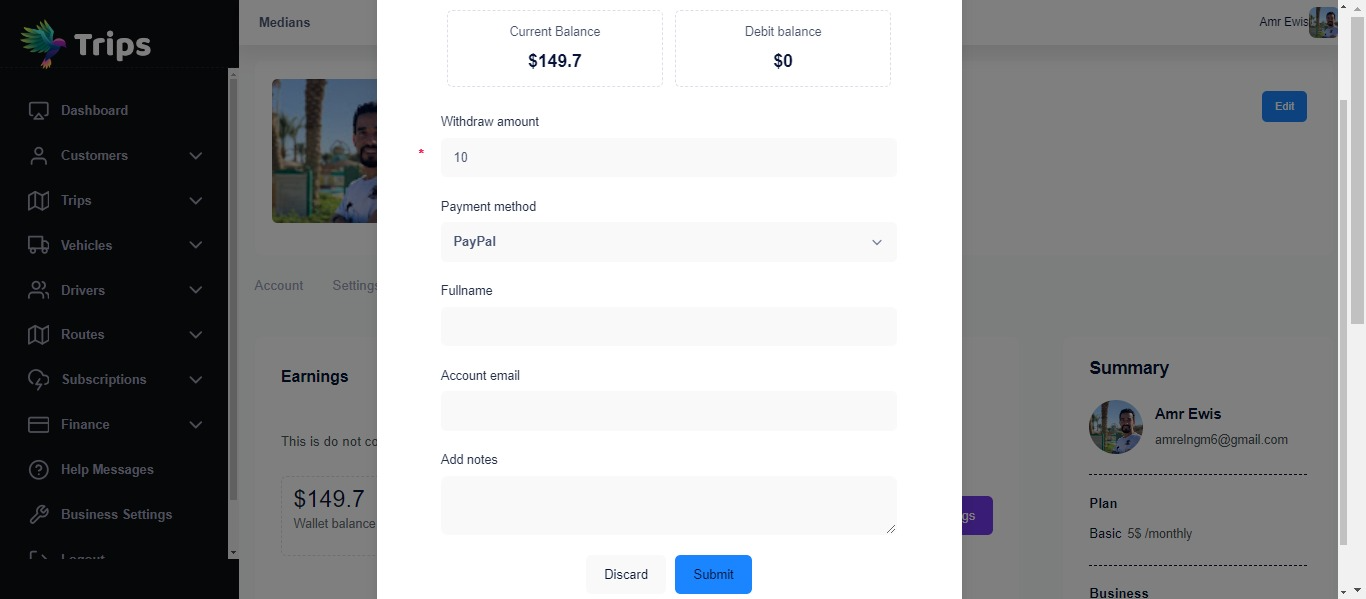 Trips
Dashboard
Customers
Trips
Vehicles
Drivers
Routes
Subscriptions
Finance
Help Messages
Business Settings
Logout
Medians
Amr Ewis
Edit
Account
Settings
Earnings
This is do not co
$149.7
Wallet balance
gs
Current Balance
$149.7
Debit balance
$0
Withdraw amount
*
10
Payment method
PayPal
Fullname
Account email
Add notes
Discard
Submit
Summary
Amr Ewis
amrelngm6@gmail.com
Plan
Basic 5$ /monthly
Business